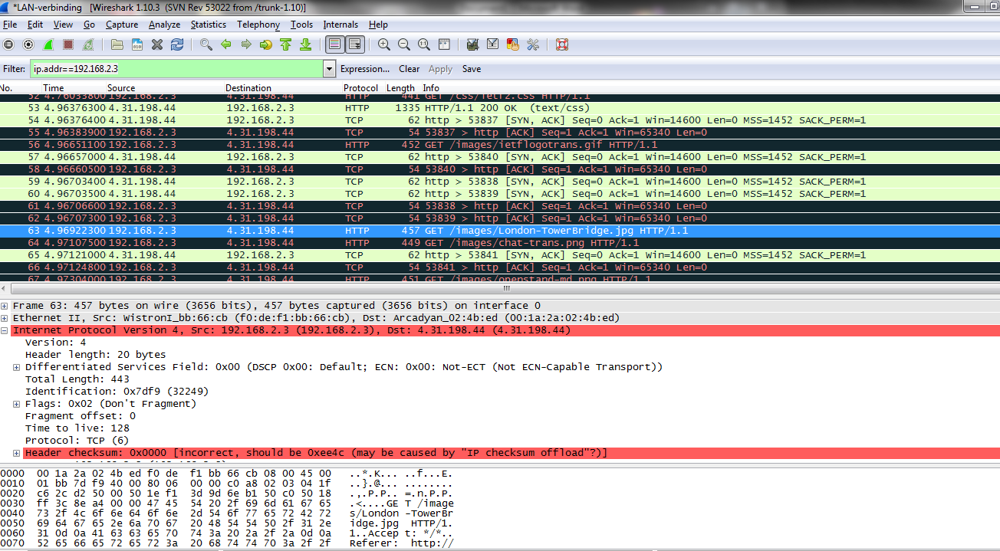 *LAN-verbinding [Wireshark 1.10.3 (SVN Rev 53022 from /trunk-1.10)]
File Edit View Go Capture Analyze Statistics Telephony Tools Internals Help
Filter: ip.addr==192.168.2.3 Expression... Clear Apply Save
No. Time Source Destination Protocol Length Info
52 4.76033800 192.168.2.3 4.31.198.44 HTTP 441 GET /css/ietf2.css HTTP/1.1
53 4.96376300 4.31.198.44 192.168.2.3 HTTP 1335 HTTP/1.1 200 OK (text/css)
54 4.96376400 4.31.198.44 192.168.2.3 TCP 62 http > 53837 [SYN, ACK] Seq=0 Ack=1 Win=14600 Len=0 MSS=1452 SACK_PERM=1
55 4.96383900 192.168.2.3 4.31.198.44 TCP 54 53837 > http [ACK] Seq=1 Ack=1 Win=65340 Len=0
56 4.96651100 192.168.2.3 4.31.198.44 HTTP 452 GET /images/ietflogotrans.gif HTTP/1.1
57 4.96657000 4.31.198.44 192.168.2.3 TCP 62 http > 53840 [SYN, ACK] Seq=0 Ack=1 Win=14600 Len=0 MSS=1452 SACK_PERM=1
58 4.96660500 192.168.2.3 4.31.198.44 TCP 54 53840 > http [ACK] Seq=1 Ack=1 Win=65340 Len=0
59 4.96703400 4.31.198.44 192.168.2.3 TCP 62 http > 53838 [SYN, ACK] Seq=0 Ack=1 Win=14600 Len=0 MSS=1452 SACK_PERM=1
60 4.96703500 4.31.198.44 192.168.2.3 TCP 62 http > 53839 [SYN, ACK] Seq=0 Ack=1 Win=14600 Len=0 MSS=1452 SACK_PERM=1
61 4.96706600 192.168.2.3 4.31.198.44 TCP 54 53838 > http [ACK] Seq=1 Ack=1 Win=65340 Len=0
62 4.96707300 192.168.2.3 4.31.198.44 TCP 54 53839 > http [ACK] Seq=1 Ack=1 Win=65340 Len=0
63 4.96922300 192.168.2.3 4.31.198.44 HTTP 457 GET /images/London-TowerBridge.jpg HTTP/1.1
64 4.97107500 192.168.2.3 4.31.198.44 HTTP 449 GET /images/chat-trans.png HTTP/1.1
65 4.97121000 4.31.198.44 192.168.2.3 TCP 62 http > 53841 [SYN, ACK] Seq=0 Ack=1 Win=14600 Len=0 MSS=1452 SACK_PERM=1
66 4.97124800 192.168.2.3 4.31.198.44 TCP 54 53841 > http [ACK] Seq=1 Ack=1 Win=65340 Len=0
67 4.97304000 192.168.2.3 4.31.198.44 HTTP 451 GET /images/openstand-md.png HTTP/1.1
Frame 63: 457 bytes on wire (3656 bits), 457 bytes captured (3656 bits) on interface 0
Ethernet II, Src: WistronI_bb:66:cb (f0:de:f1:bb:66:cb), Dst: Arcadyan_02:4b:ed (00:1a:2a:02:4b:ed)
Internet Protocol Version 4, Src: 192.168.2.3 (192.168.2.3), Dst: 4.31.198.44 (4.31.198.44)
Version: 4
Header length: 20 bytes
Differentiated Services Field: 0x00 (DSCP 0x00: Default; ECN: 0x00: Not-ECT (Not ECN-Capable Transport))
Total Length: 443
Identification: 0x7df9 (32249)
Flags: 0x02 (Don't Fragment)
Fragment offset: 0
Time to live: 128
Protocol: TCP (6)
Header checksum: 0x0000 [incorrect, should be 0xee4c (may be caused by "IP checksum offload"?)]
0000 00 1a 2a 02 4b ed f0 de f1 bb 66 cb 08 00 45 00 ..*.K... ..f...E.
0010 01 bb 7d f9 40 00 80 06 00 00 c0 a8 02 03 04 1f ..}.@... ........
0020 c6 2c d2 50 00 50 1e f1 3d 9d 6e b1 50 c0 50 18 .,.P.P.. =.n.P.P.
0030 ff 3c 8e a4 00 00 47 45 54 20 2f 69 6d 61 67 65 .<....GE T /image
0040 73 2f 4c 6f 6e 64 6f 6e 2d 54 6f 77 65 72 42 72 s/London -TowerBr
0050 69 64 67 65 2e 6a 70 67 20 48 54 54 50 2f 31 2e idge.jpg HTTP/1.
0060 31 0d 0a 41 63 63 65 70 74 3a 20 2a 2f 2a 0d 0a 1..Accep t: */*..
0070 52 65 66 65 72 65 72 3a 20 68 74 74 70 3a 2f 2f Referer: http://